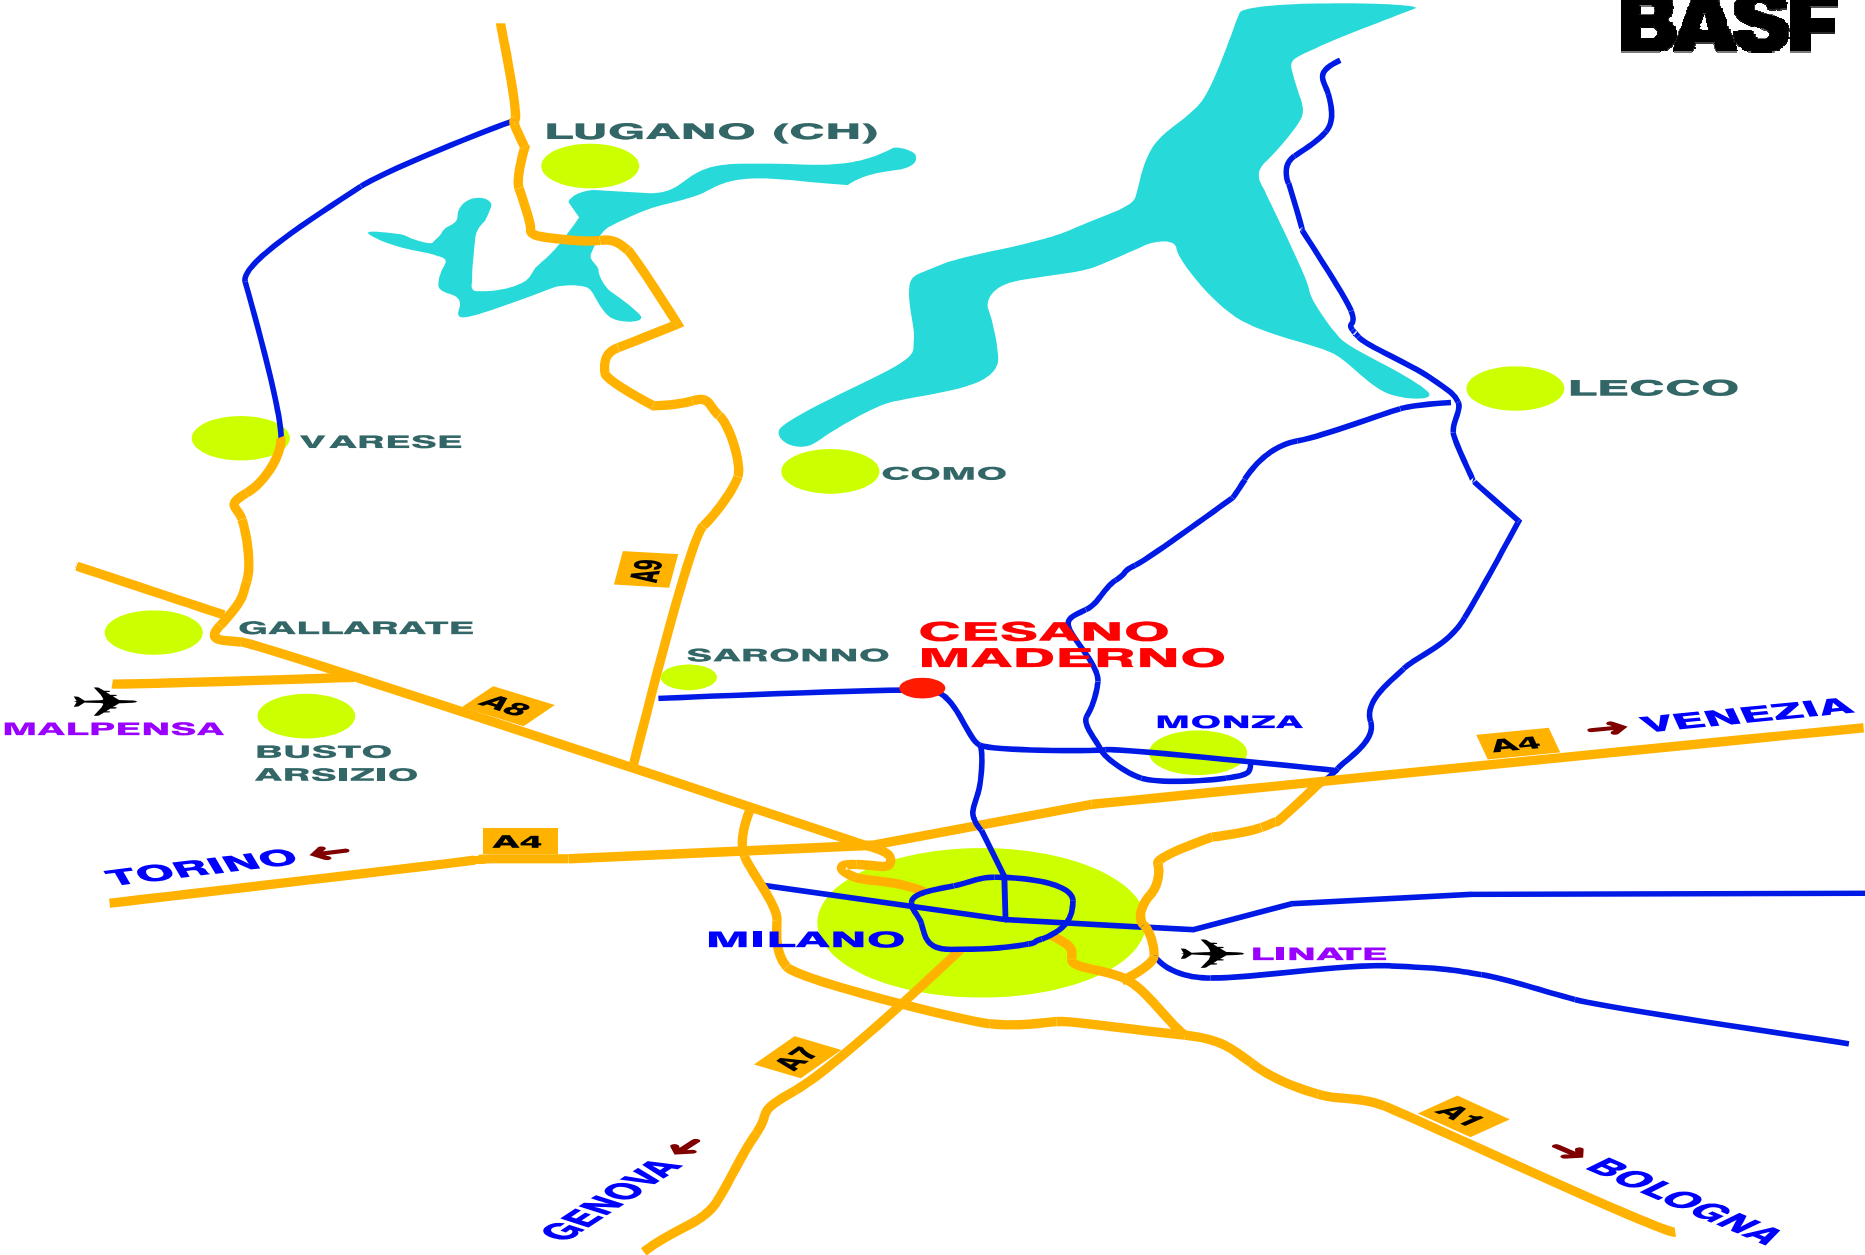 BASF
LUGANO (CH)
LECCO
VARESE
COMO
A9
GALLARATE
CESANO
MADERNO
SARONNO
A8
MALPENSA
MONZA
VENEZIA
A4
BUSTO
ARSIZIO
A4
TORINO
MILANO
LINATE
A7
A1
GENOVA
BOLOGNA